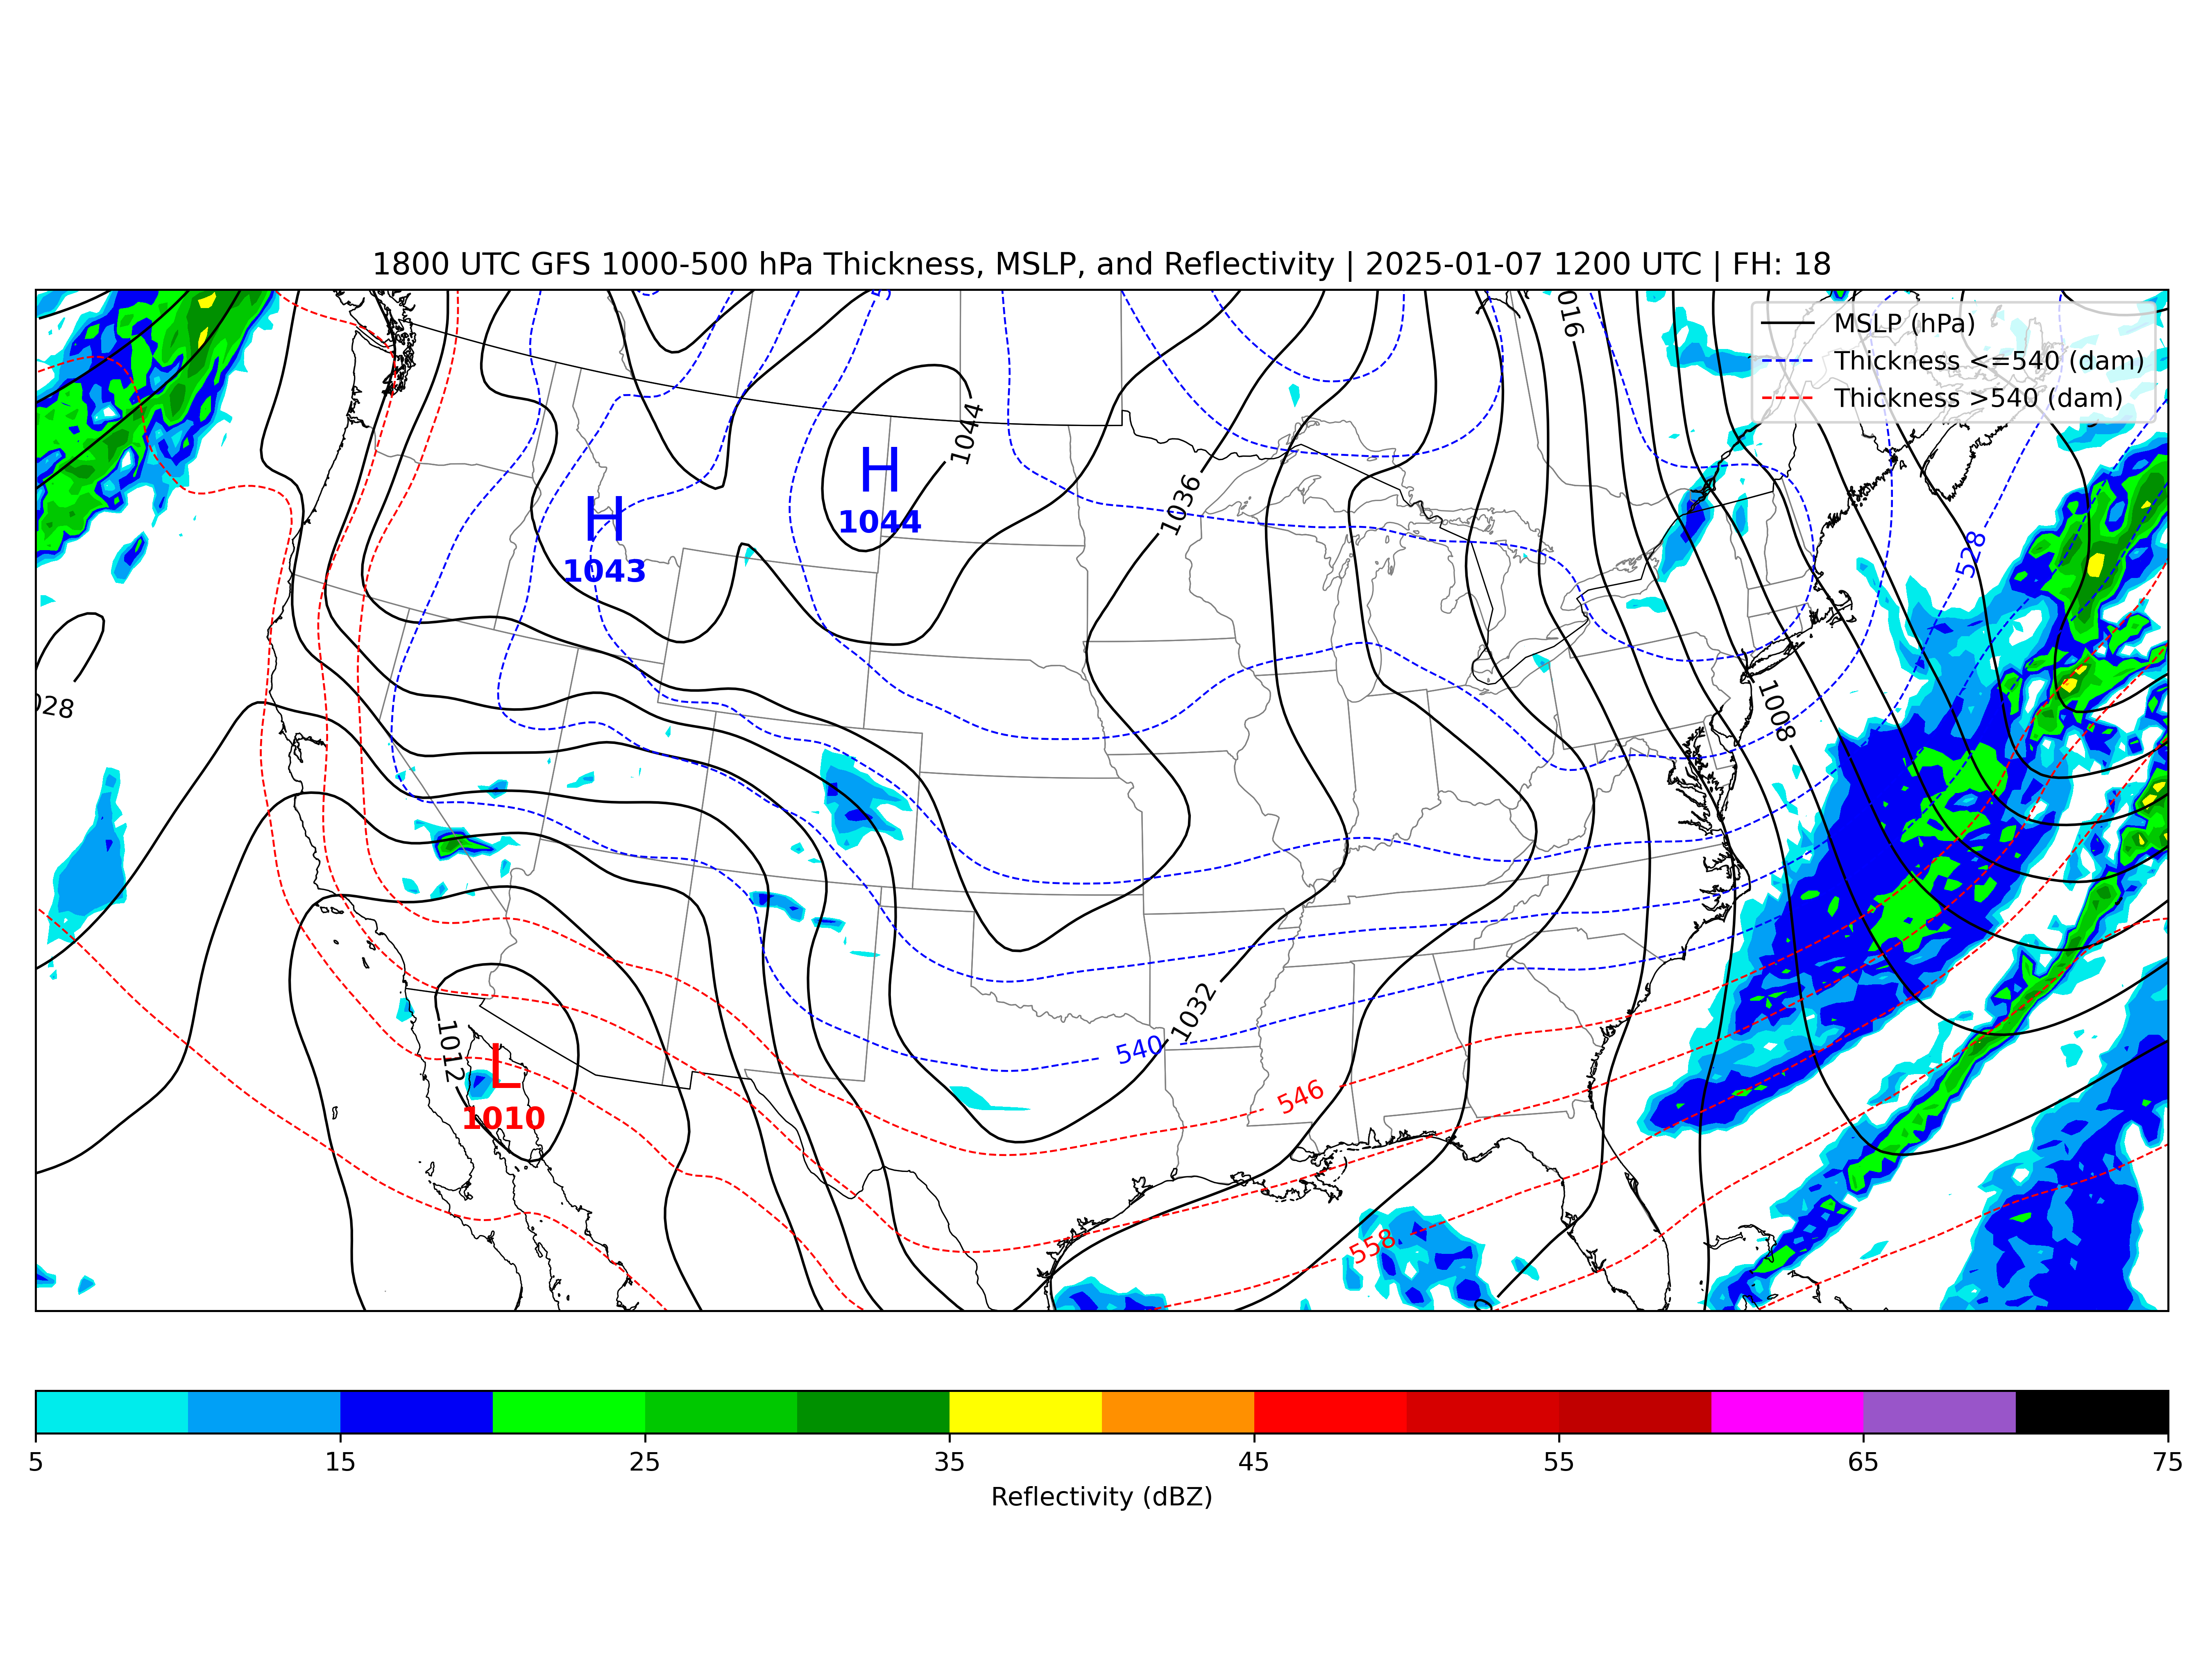 1800 UTC GFS 1000-500 hPa Thickness, MSLP, and Reflectivity | 2025-01-07 1200 UTC | FH: 18
MSLP (hPa)
Thickness <=540 (dam)
Thickness >540 (dam)
016
1044
H
1044
1036
H
1043
528
028
1008
1032
1012
L
1010
540
546
558
0
5 15 25 35 45 55 65 75
Reflectivity (dBZ)